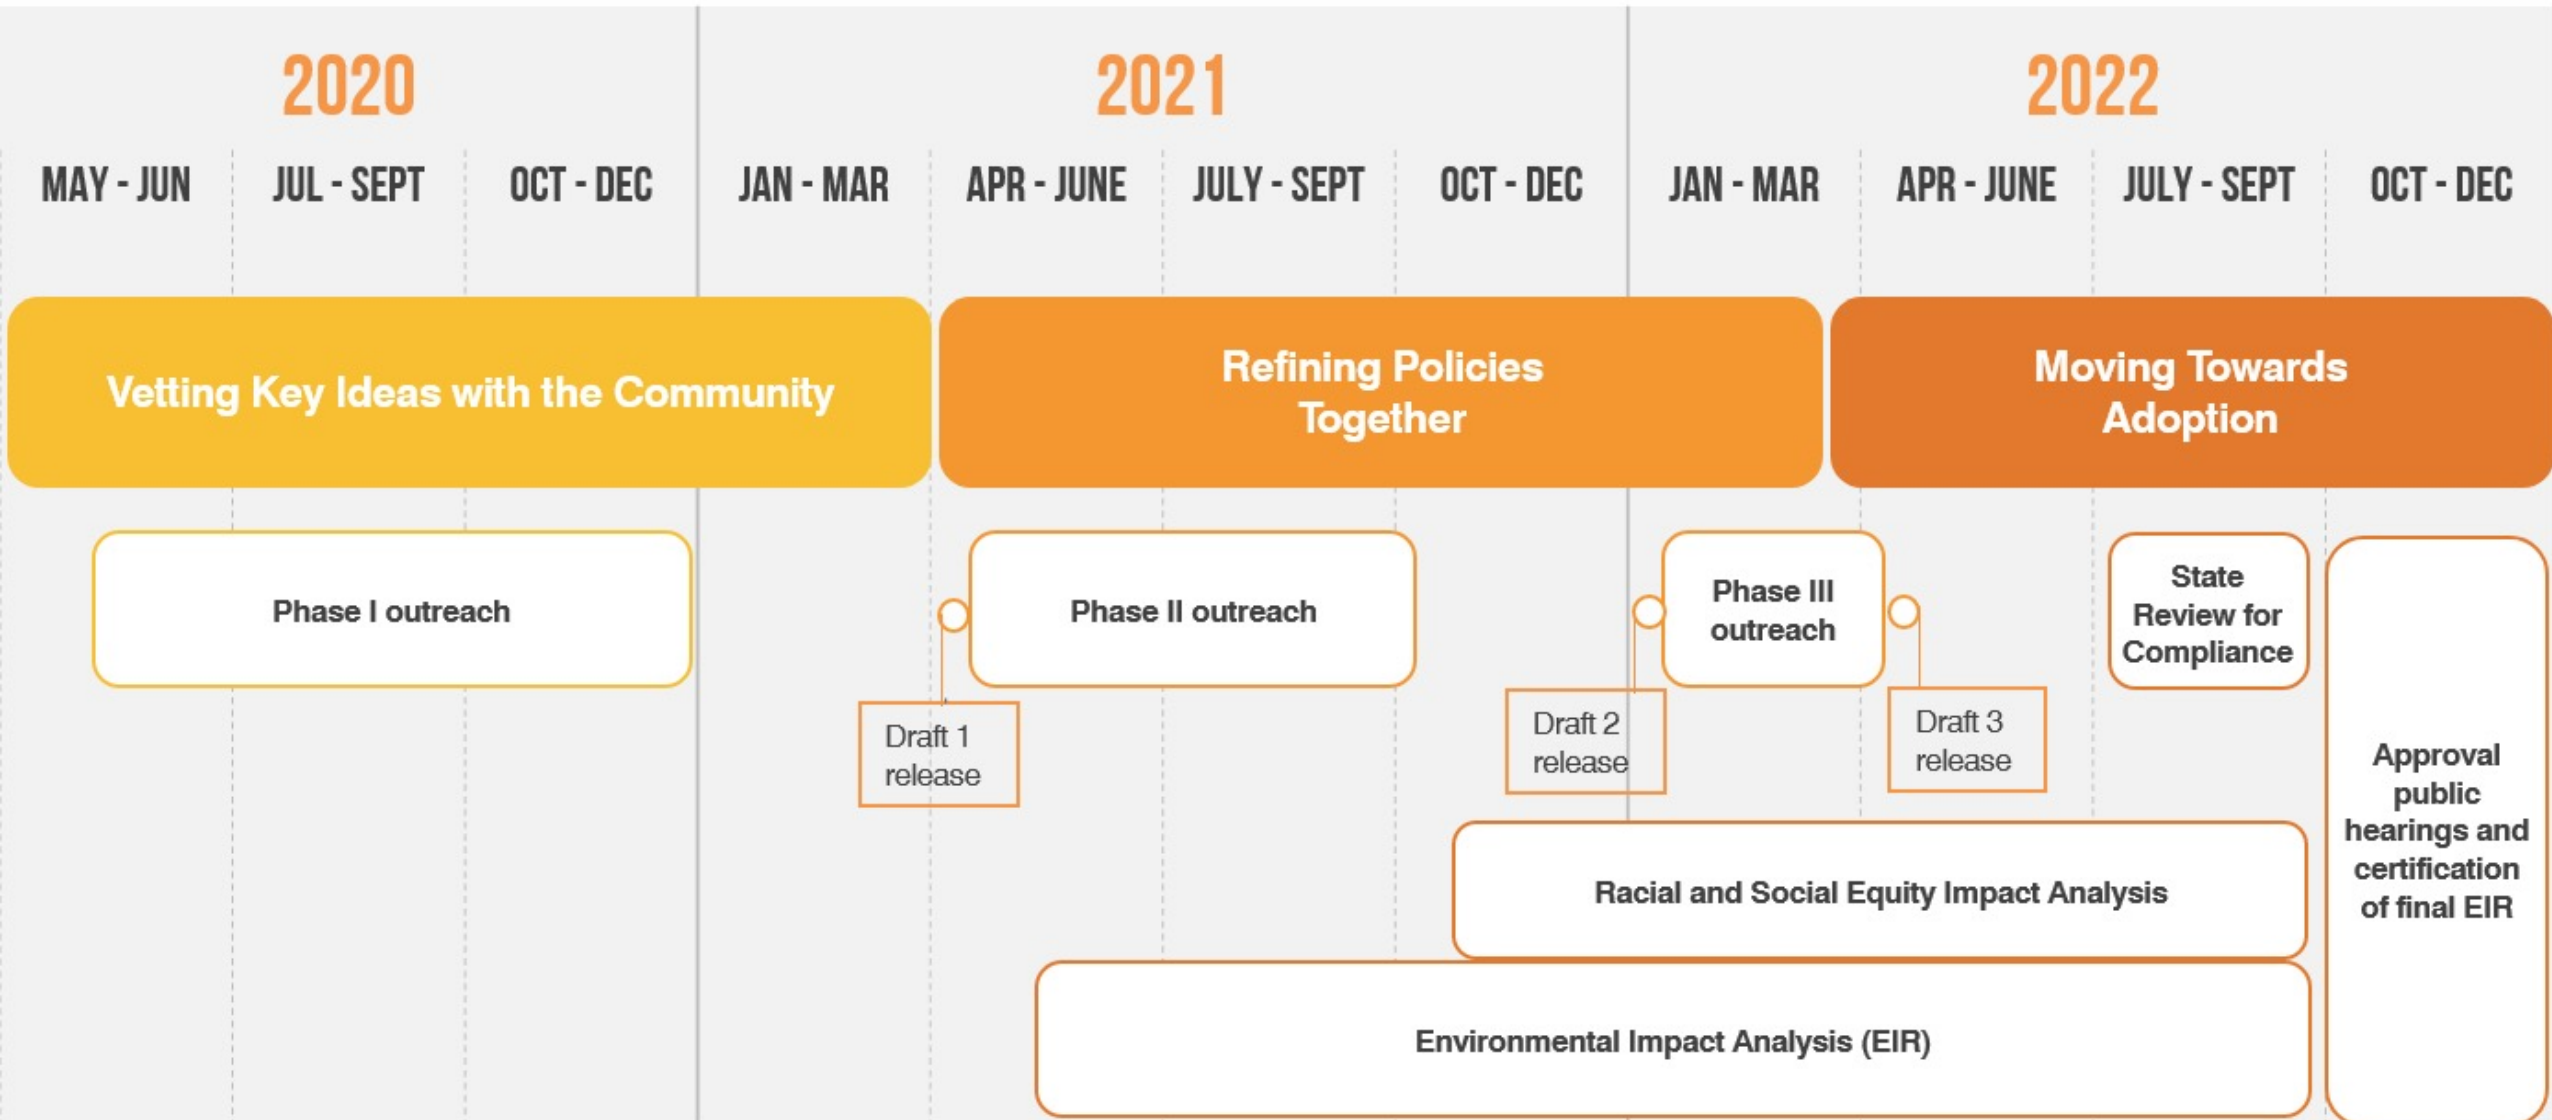 2020
2021
2022
MAY - JUN
JUL - SEPT
OCT - DEC
JAN - MAR
APR - JUNE
JULY - SEPT
OCT - DEC
JAN - MAR
APR - JUNE
JULY - SEPT
OCT - DEC
Vetting Key Ideas with the Community
Refining Policies
Together
Moving Towards
Adoption
Phase I outreach
Phase II outreach
Phase III
outreach
State
Review for
Compliance
Draft 1
release
Draft 2
release
Draft 3
release
Approval
public
hearings and
certification
of final EIR
Racial and Social Equity Impact Analysis
Environmental Impact Analysis (EIR)